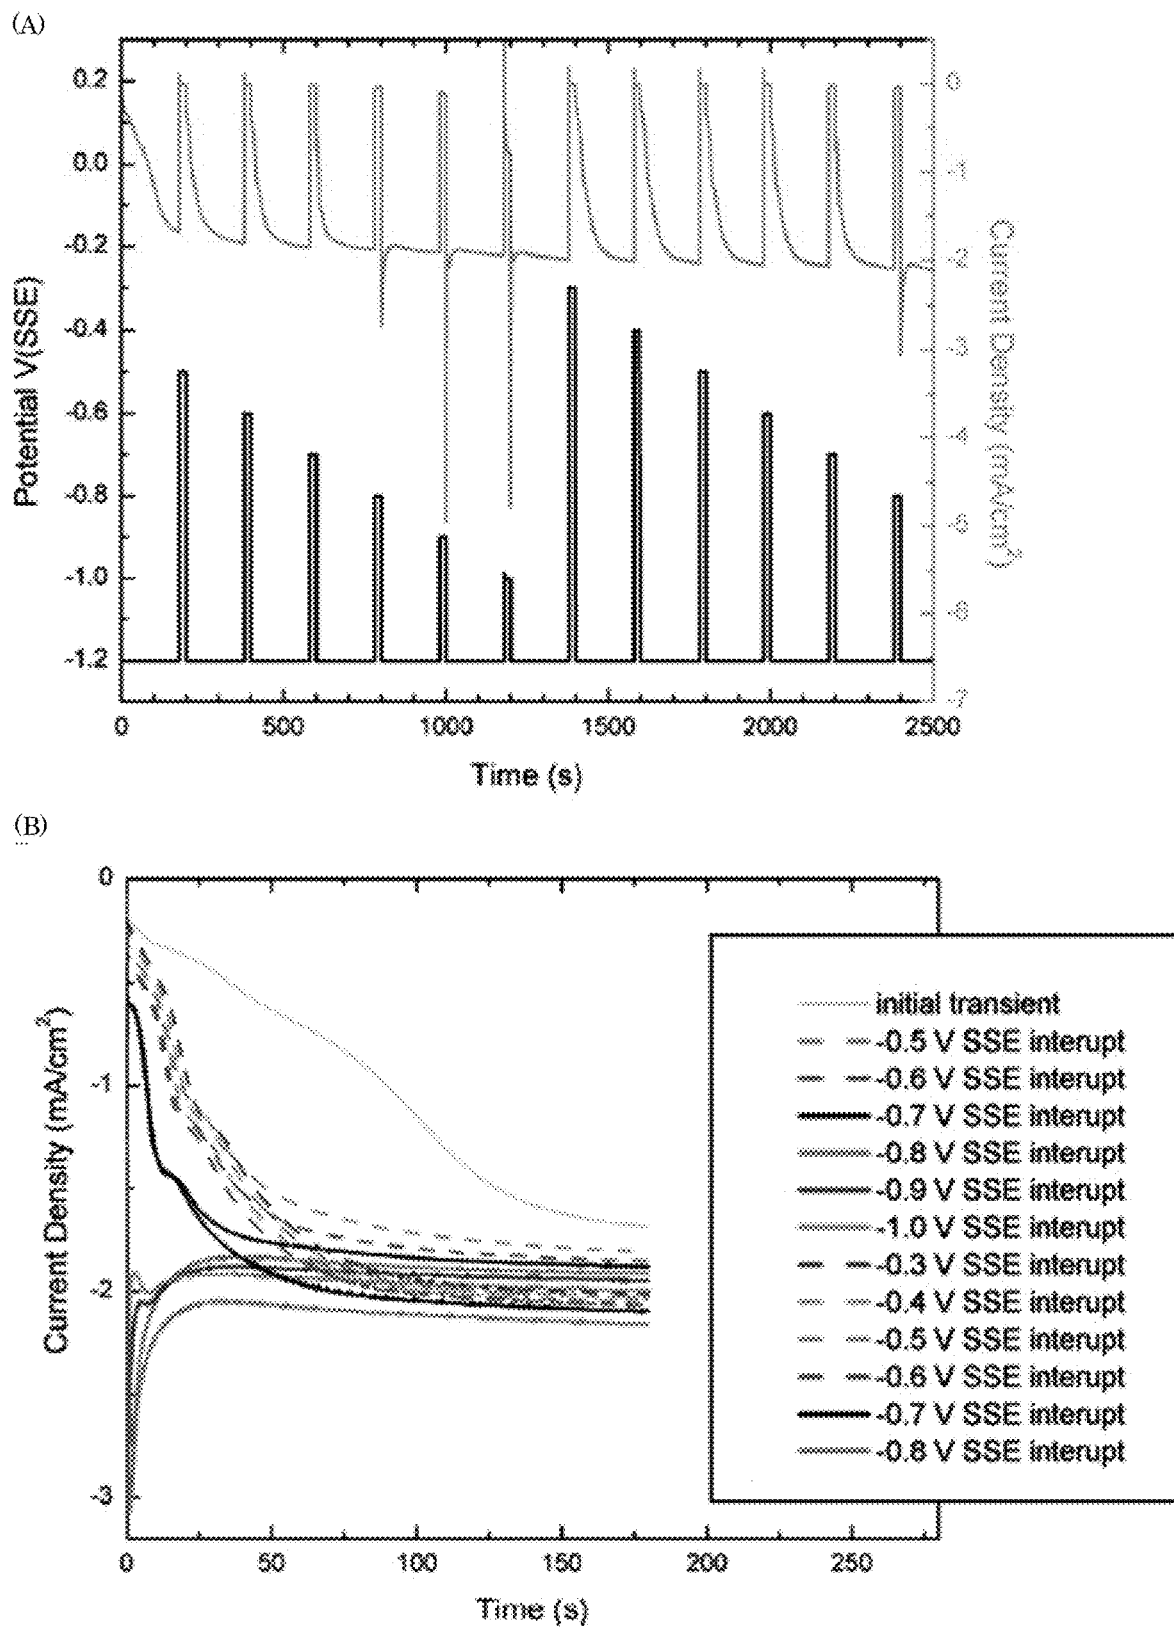 (A)
0.2
0.0
-0.2
-0.4
-0.6
-0.8
-1.0
-1.2
Potential V(SSE)
0
-1
-2
-3
-4
-5
-6
-7
Current Density (mA/cm²)
0
500
1000
1500
2000
2500
Time (s)
(B)
0
-1
-2
-3
Current Density (mA/cm²)
initial transient
-0.5 V SSE interupt
-0.6 V SSE interupt
-0.7 V SSE interupt
-0.8 V SSE interupt
-0.9 V SSE interupt
-1.0 V SSE interupt
-0.3 V SSE interupt
-0.4 V SSE interupt
-0.5 V SSE interupt
-0.6 V SSE interupt
-0.7 V SSE interupt
-0.8 V SSE interupt
0
50
100
150
200
250
Time (s)